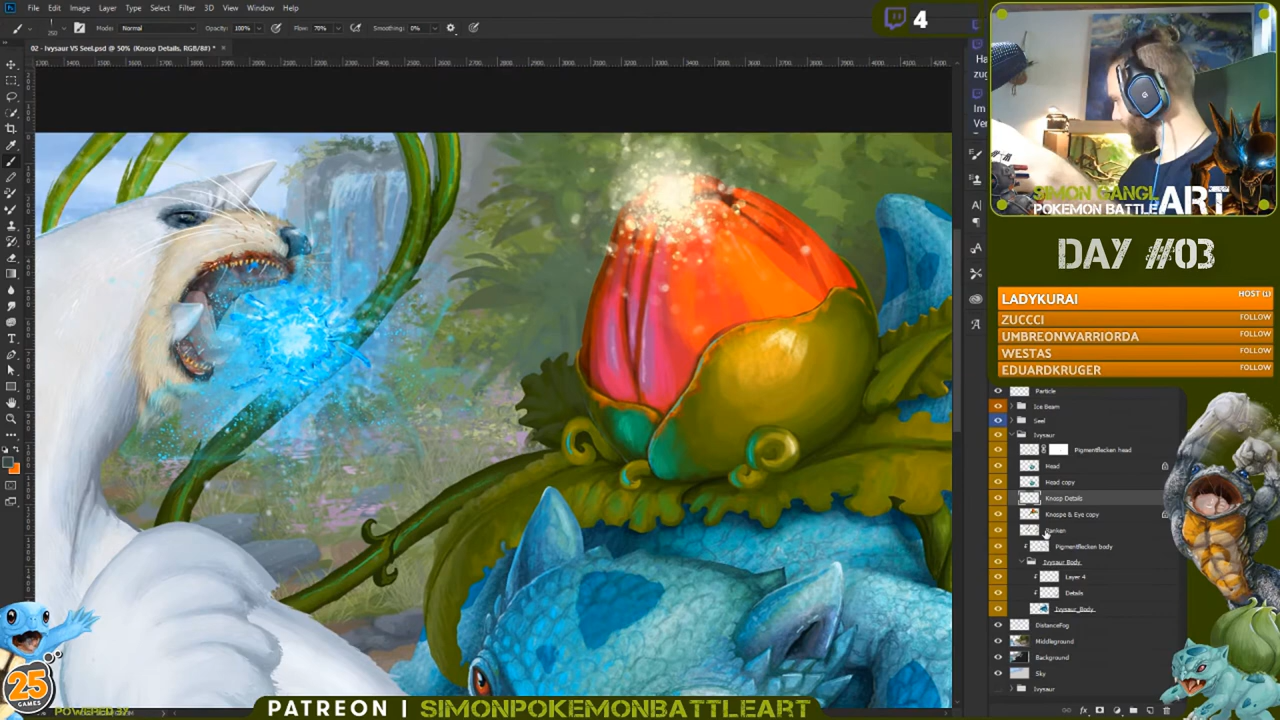 File Edit Image Layer Type Select Filter 3D View Window Help
Mode: Normal Opacity: 100% Flow: 70% Smoothing: 0%
02 - Ivysaur VS Seel.psd @ 50% (Knosp Details, RGB/8#) *
4
SIMON GANGL
POKEMON BATTLE ART
DAY #03
LADYKURAI HOST (1)
ZUCCCI FOLLOW
UMBREONWARRIORDA FOLLOW
WESTAS FOLLOW
EDUARDKRUGER FOLLOW
Particle
Ice Beam
Seel
Ivysaur
Pigmentflecken head
Head
Head copy
Knosp Details
Knospe & Eye copy
Ranken
Pigmentflecken body
Ivysaur Body
Layer 4
Details
Ivysaur_Body
DistanceFog
Middleground
Background
Sky
Ivysaur
25
GAMES
POWERED BY
PATREON | SIMONPOKEMONBATTLEART